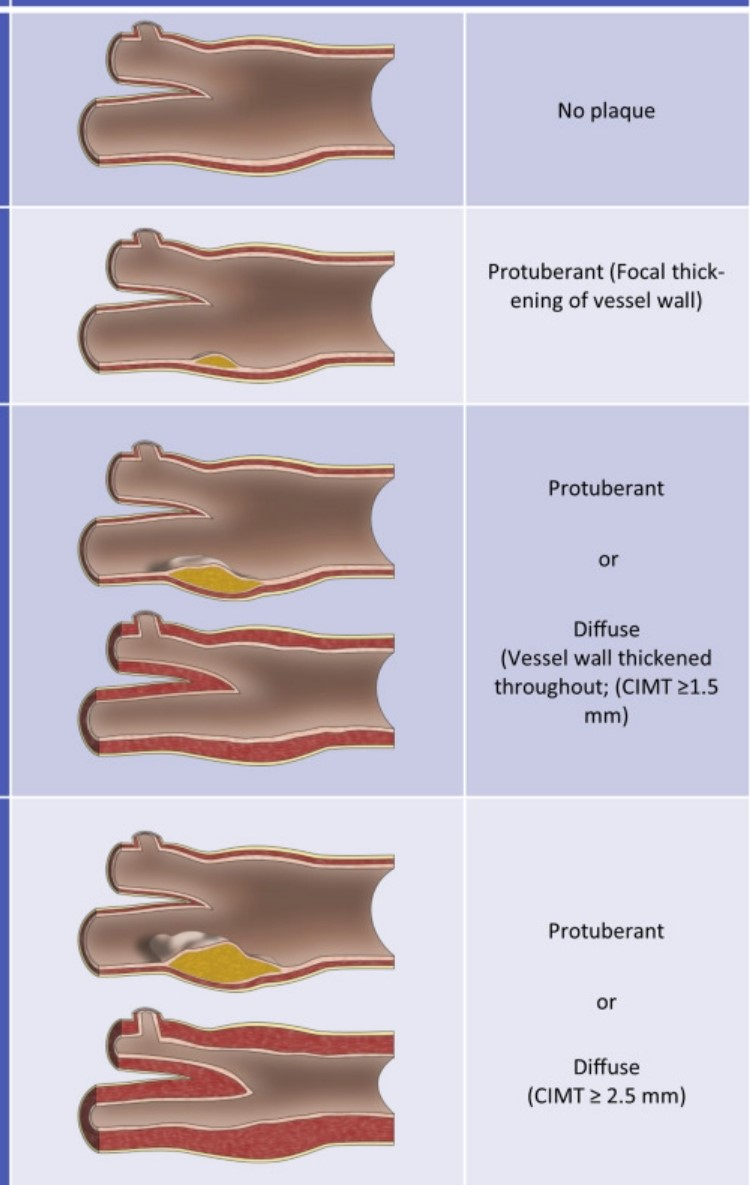 No plaque
Protuberant (Focal thick-
ening of vessel wall)
Protuberant
or
Diffuse
(Vessel wall thickened
throughout; (CIMT ≥1.5
mm)
Protuberant
or
Diffuse
(CIMT ≥ 2.5 mm)